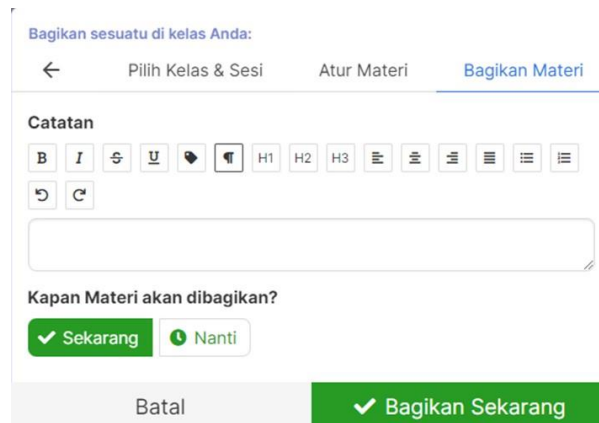 Bagikan sesuatu di kelas Anda:
Pilih Kelas & Sesi Atur Materi Bagikan Materi
Catatan
B I S U ¶ H1 H2 H3
Kapan Materi akan dibagikan?
Sekarang Nanti
Batal Bagikan Sekarang